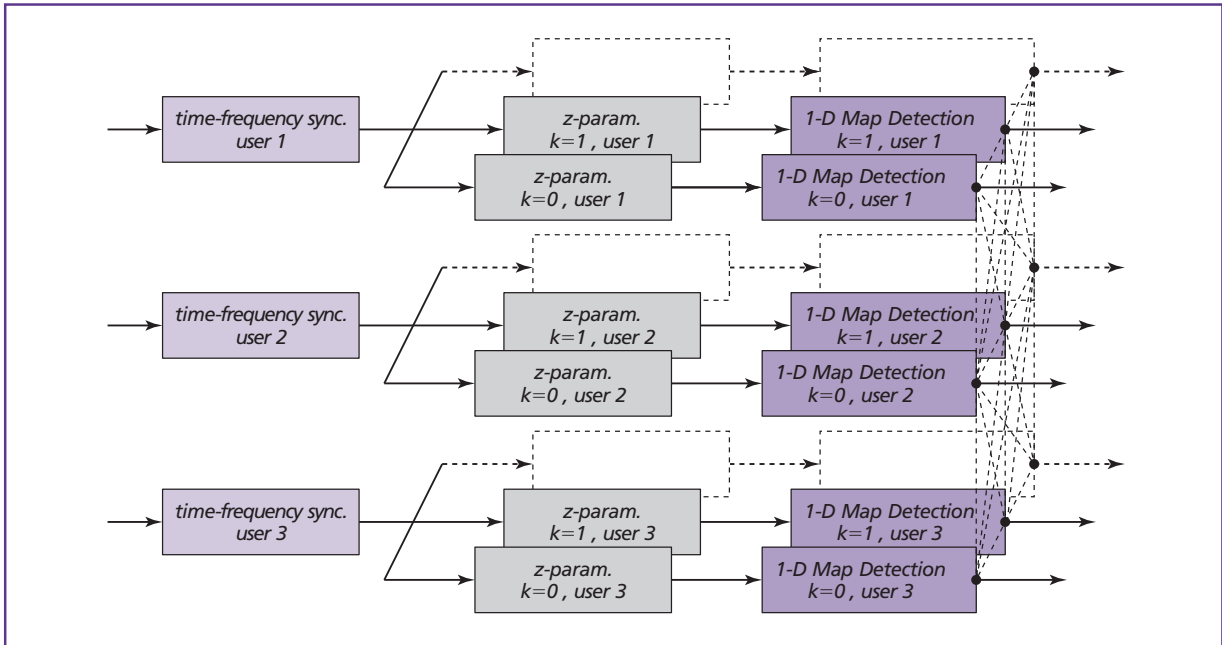 time-frequency sync.
user 1
z-param.
k=1 , user 1
1-D Map Detection
k=1 , user 1
z-param.
k=0 , user 1
1-D Map Detection
k=0 , user 1
time-frequency sync.
user 2
z-param.
k=1 , user 2
1-D Map Detection
k=1 , user 2
z-param.
k=0 , user 2
1-D Map Detection
k=0 , user 2
time-frequency sync.
user 3
z-param.
k=1 , user 3
1-D Map Detection
k=1 , user 3
z-param.
k=0 , user 3
1-D Map Detection
k=0 , user 3